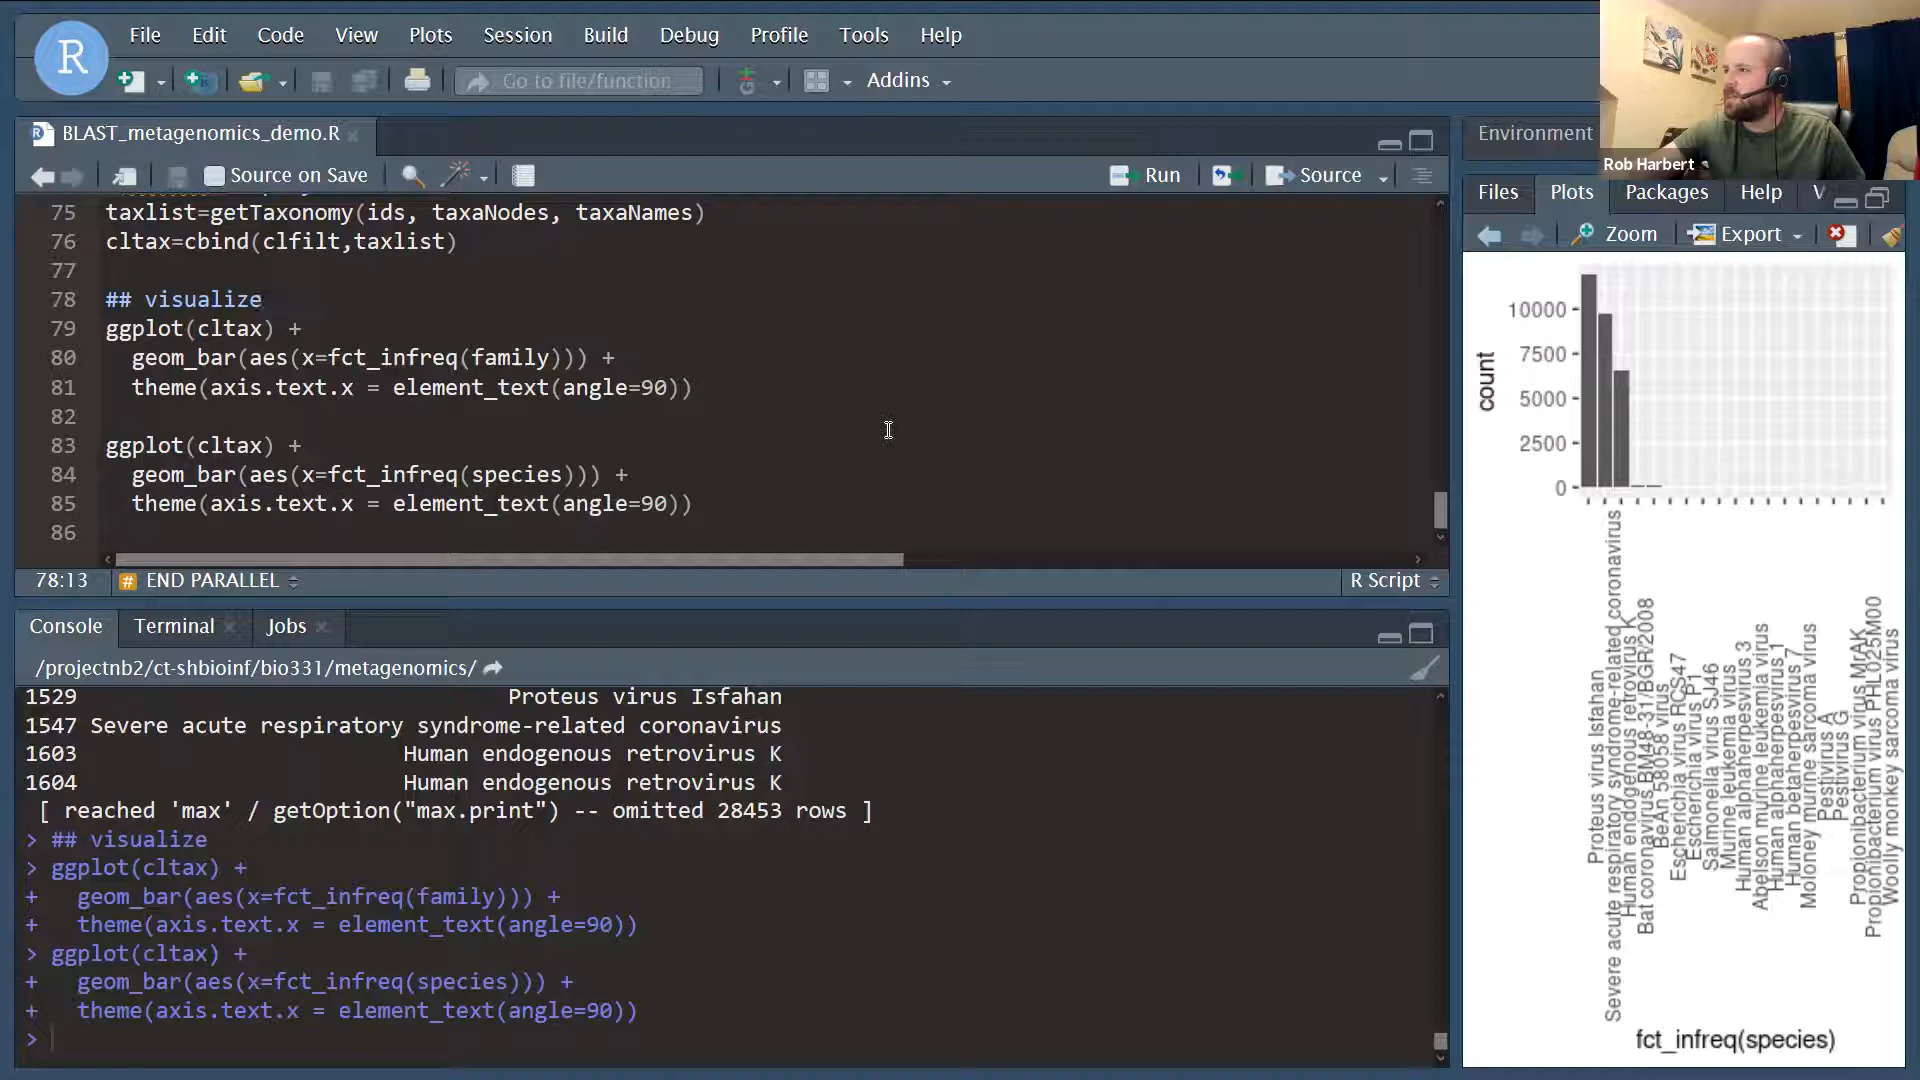 R
File Edit Code View Plots Session Build Debug Profile Tools Help
Go to file/function Addins
Rob Harbert
BLAST_metagenomics_demo.R
Source on Save Run Source
75 taxlist=getTaxonomy(ids, taxaNodes, taxaNames)
76 cltax=cbind(clfilt,taxlist)
77
78 ## visualize
79 ggplot(cltax) +
80 geom_bar(aes(x=fct_infreq(family))) +
81 theme(axis.text.x = element_text(angle=90))
82
83 ggplot(cltax) +
84 geom_bar(aes(x=fct_infreq(species))) +
85 theme(axis.text.x = element_text(angle=90))
86
78:13 # END PARALLEL R Script
Console Terminal Jobs
/projectnb2/ct-shbioinf/bio331/metagenomics/
1529 Proteus virus Isfahan
1547 Severe acute respiratory syndrome-related coronavirus
1603 Human endogenous retrovirus K
1604 Human endogenous retrovirus K
[ reached 'max' / getOption("max.print") -- omitted 28453 rows ]
> ## visualize
> ggplot(cltax) +
+ geom_bar(aes(x=fct_infreq(family))) +
+ theme(axis.text.x = element_text(angle=90))
> ggplot(cltax) +
+ geom_bar(aes(x=fct_infreq(species))) +
+ theme(axis.text.x = element_text(angle=90))
>
Environment
Files Plots Packages Help V
Zoom Export
count
10000
7500
5000
2500
0
Proteus virus Isfahan
Severe acute respiratory syndrome-related coronavirus
Human endogenous retrovirus K
Bat coronavirus BM48-31/BGR/2008
BeAn 58058 virus
Escherichia virus RCS47
Escherichia virus P1
Salmonella virus SJ46
Murine leukemia virus
Human alphaherpesvirus 3
Abelson murine leukemia virus
Human alphaherpesvirus 1
Human betaherpesvirus 7
Moloney murine sarcoma virus
Pestivirus A
Pestivirus G
Propionibacterium virus MrAK
Propionibacterium virus PHL025M00
Woolly monkey sarcoma virus
fct_infreq(species)